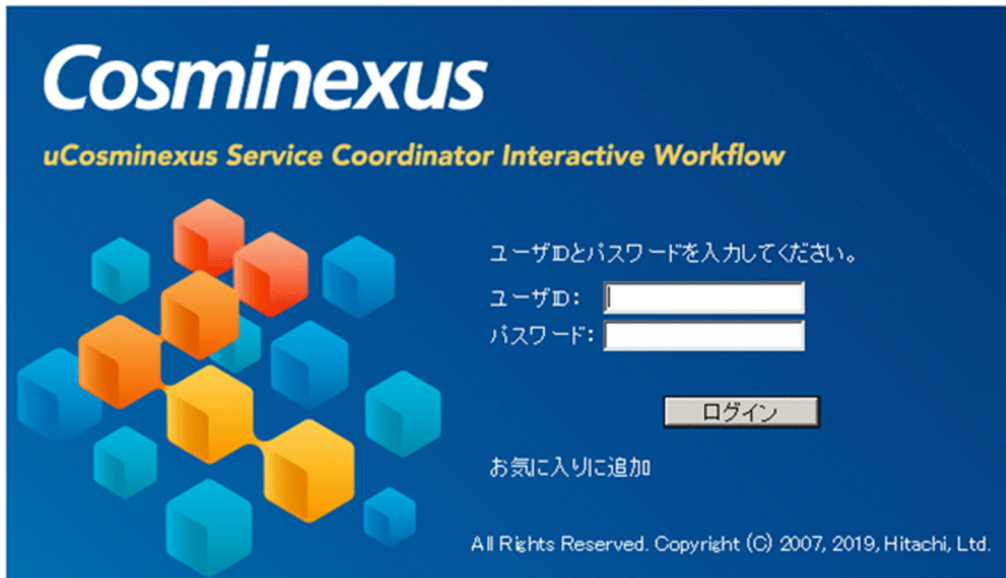 Cosminexus
uCosminexus Service Coordinator Interactive Workflow
ユーザIDとパスワードを入力してください。
ユーザID:
パスワード:
ログイン
お気に入りに追加
All Rights Reserved. Copyright (C) 2007, 2019, Hitachi, Ltd.